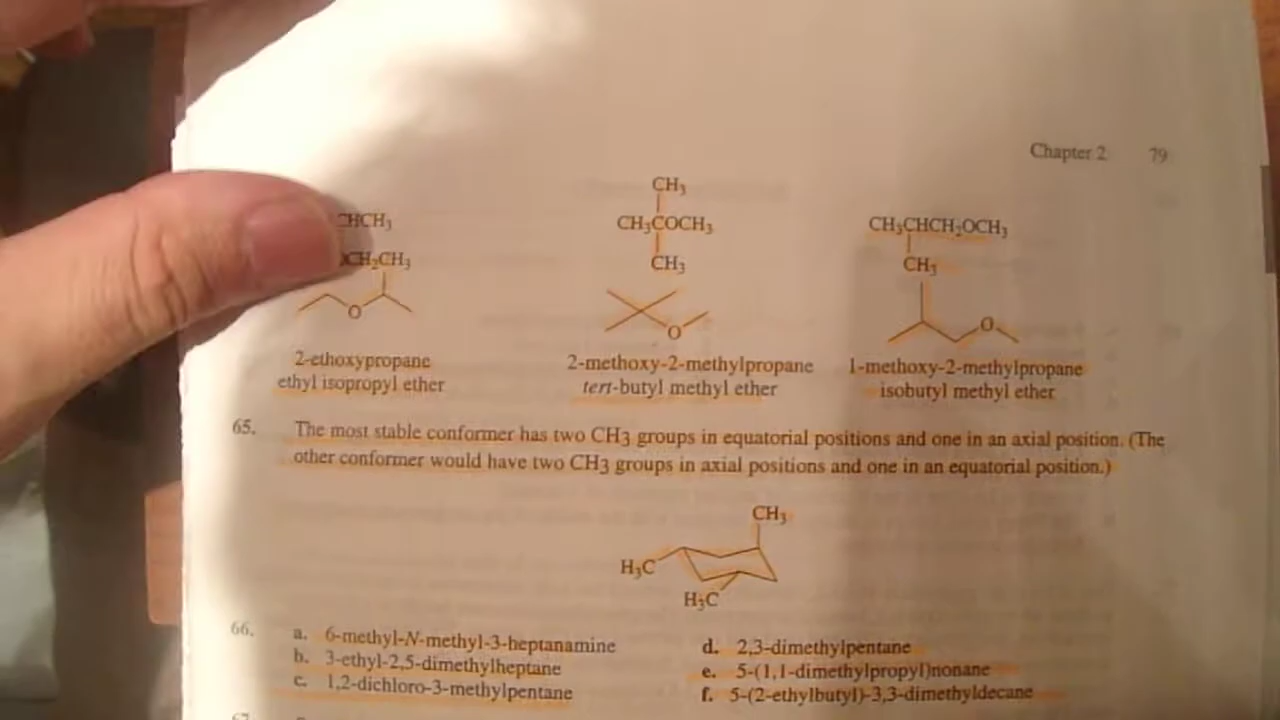 Chapter 2 79
CH₃
CHCH₃ CH₃COCH₃ CH₃CHCH₂OCH₃
CH₂CH₃ CH₃ CH₃
O O O
2-ethoxypropane 2-methoxy-2-methylpropane 1-methoxy-2-methylpropane
ethyl isopropyl ether tert-butyl methyl ether isobutyl methyl ether
65. The most stable conformer has two CH3 groups in equatorial positions and one in an axial position. (The
other conformer would have two CH3 groups in axial positions and one in an equatorial position.)
CH₃
H₃C
H₃C
66. a. 6-methyl-N-methyl-3-heptanamine d. 2,3-dimethylpentane
b. 3-ethyl-2,5-dimethylheptane e. 5-(1,1-dimethylpropyl)nonane
c. 1,2-dichloro-3-methylpentane f. 5-(2-ethylbutyl)-3,3-dimethyldecane